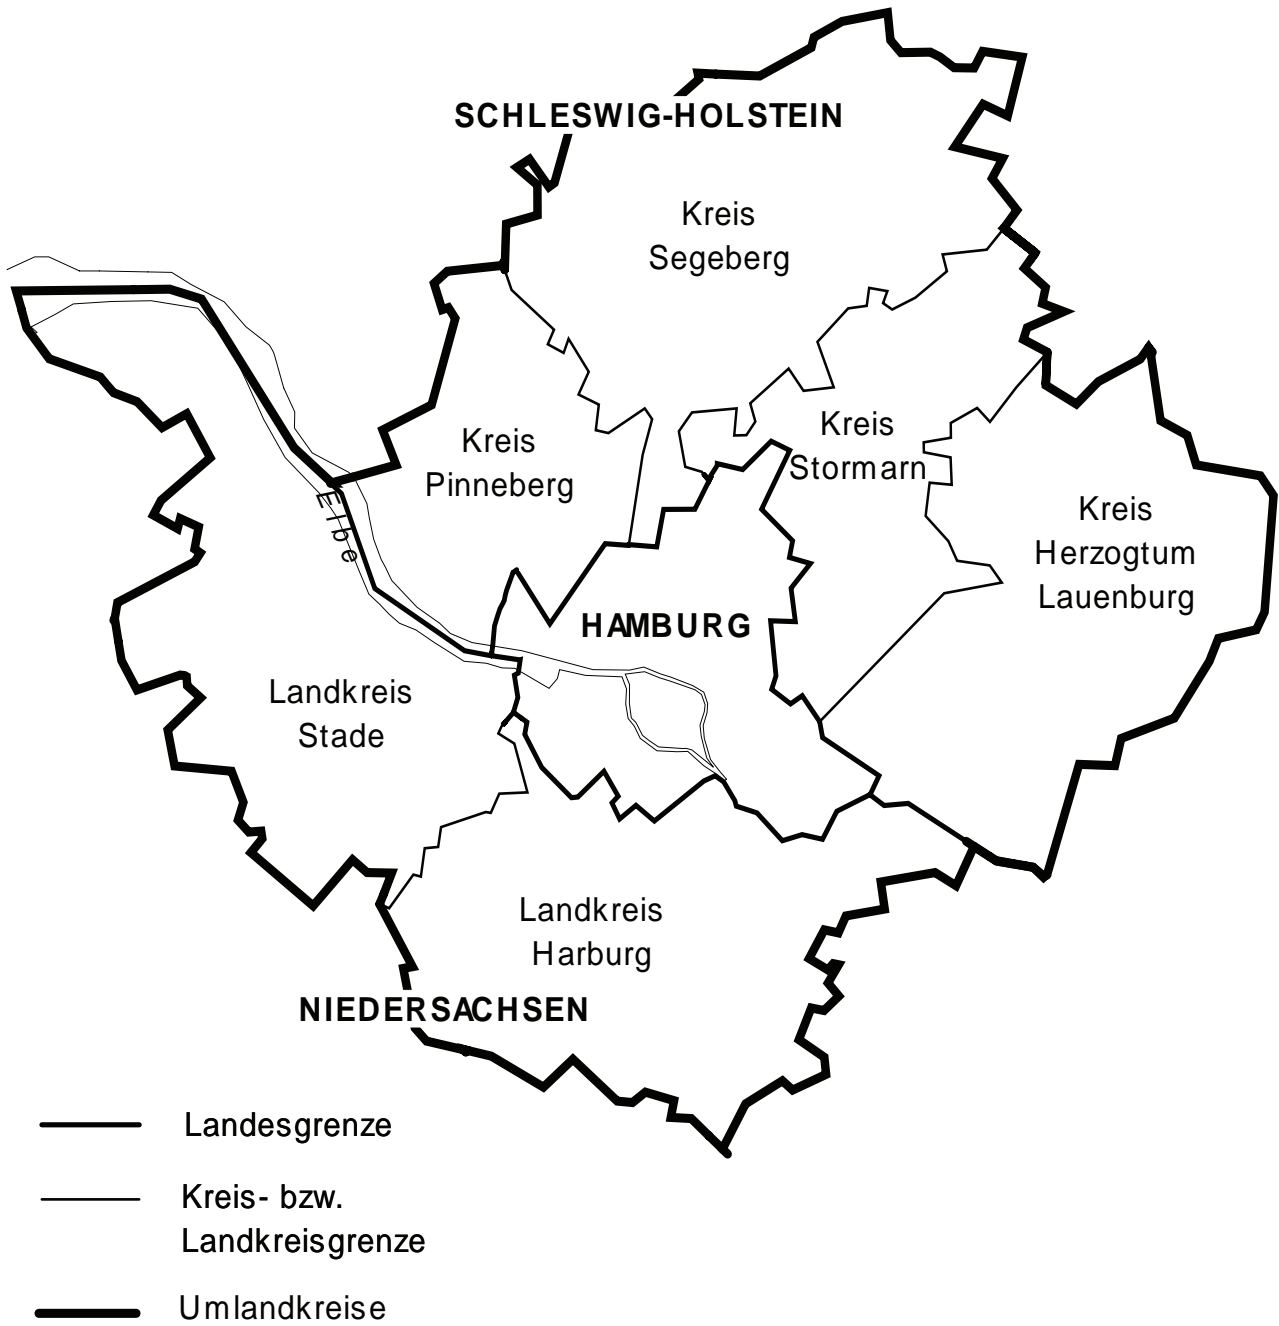 SCHLESWIG-HOLSTEIN
Kreis
Segeberg
Kreis
Pinneberg
Kreis
Stormarn
Kreis
Herzogtum
Lauenburg
Elbe
HAMBURG
Landkreis
Stade
Landkreis
Harburg
NIEDERSACHSEN
Landesgrenze
Kreis- bzw.
Landkreisgrenze
Umlandkreise